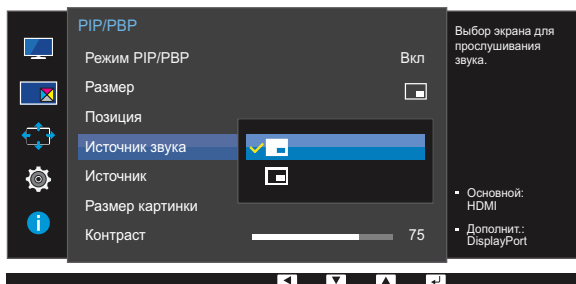 PIP/PBP
Режим PIP/PBP Вкл
Размер
Позиция
Источник звука
Источник
Размер картинки
Контраст 75
Выбор экрана для
прослушивания
звука.
Основной:
HDMI
Дополнит.:
DisplayPort